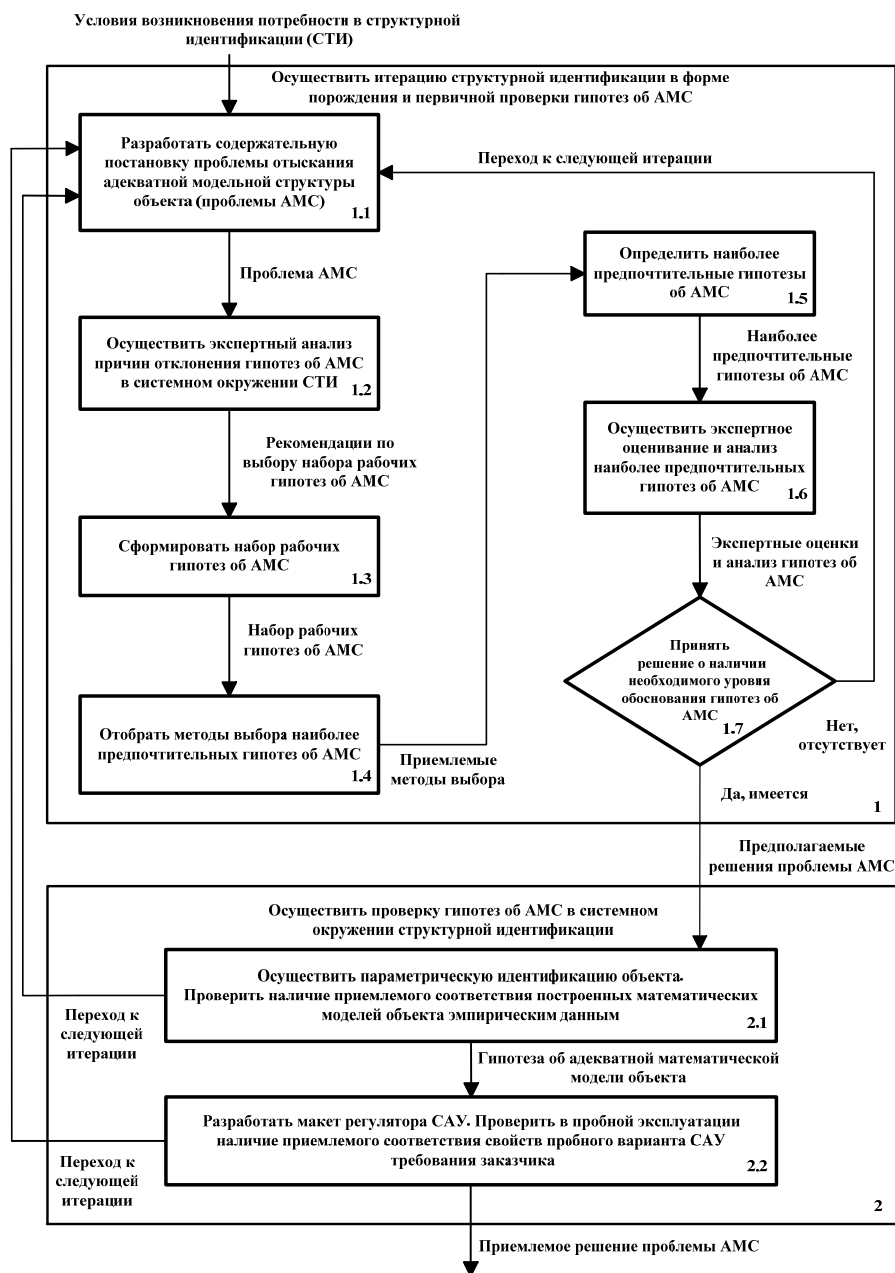 Условия возникновения потребности в структурной
идентификации (СТИ)
Осуществить итерацию структурной идентификации в форме
порождения и первичной проверки гипотез об АМС
Разработать содержательную
постановку проблемы отыскания
адекватной модельной структуры
объекта (проблемы АМС)
1.1
Переход к следующей итерации
Проблема АМС
Осуществить экспертный анализ
причин отклонения гипотез об АМС
в системном окружении СТИ
1.2
Рекомендации по
выбору набора рабочих
гипотез об АМС
Сформировать набор рабочих
гипотез об АМС
1.3
Набор рабочих
гипотез об АМС
Отобрать методы выбора наиболее
предпочтительных гипотез об АМС
1.4
Приемлемые
методы выбора
Определить наиболее
предпочтительные гипотезы
об АМС
1.5
Наиболее
предпочтительные
гипотезы об АМС
Осуществить экспертное
оценивание и анализ
наиболее предпочтительных
гипотез об АМС
1.6
Экспертные оценки
и анализ гипотез об
АМС
Принять
решение о наличии
необходимого уровня
обоснования гипотез об
АМС
1.7
Нет,
отсутствует
Да, имеется
1
Предполагаемые
решения проблемы АМС
Осуществить проверку гипотез об АМС в системном
окружении структурной идентификации
Осуществить параметрическую идентификацию объекта.
Проверить наличие приемлемого соответствия построенных математических
моделей объекта эмпирическим данным
2.1
Переход к
следующей
итерации
Гипотеза об адекватной математической
модели объекта
Разработать макет регулятора САУ. Проверить в пробной эксплуатации
наличие приемлемого соответствия свойств пробного варианта САУ
требования заказчика
2.2
Переход к
следующей
итерации
2
Приемлемое решение проблемы АМС